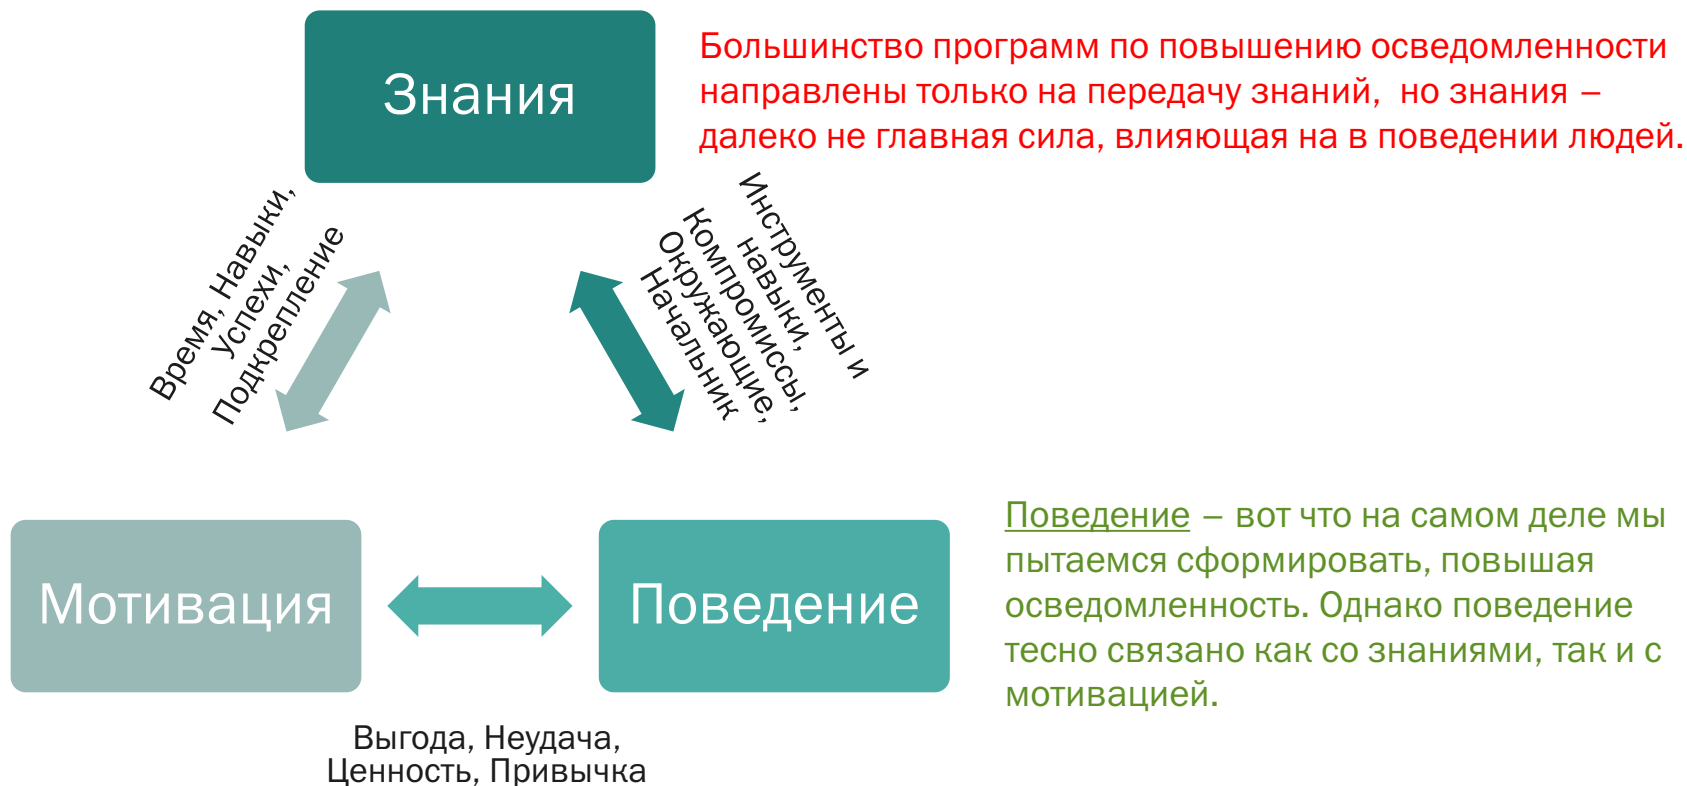 Знания
Большинство программ по повышению осведомленности
направлены только на передачу знаний,  но знания –
далеко не главная сила, влияющая на в поведении людей.
Время, Навыки,
Успехи,
Подкрепление
Инструменты и
навыки,
Компромиссы,
Окружающие,
Начальник
Мотивация
Поведение
Поведение – вот что на самом деле мы
пытаемся сформировать, повышая
осведомленность. Однако поведение
тесно связано как со знаниями, так и с
мотивацией.
Выгода, Неудача,
Ценность, Привычка